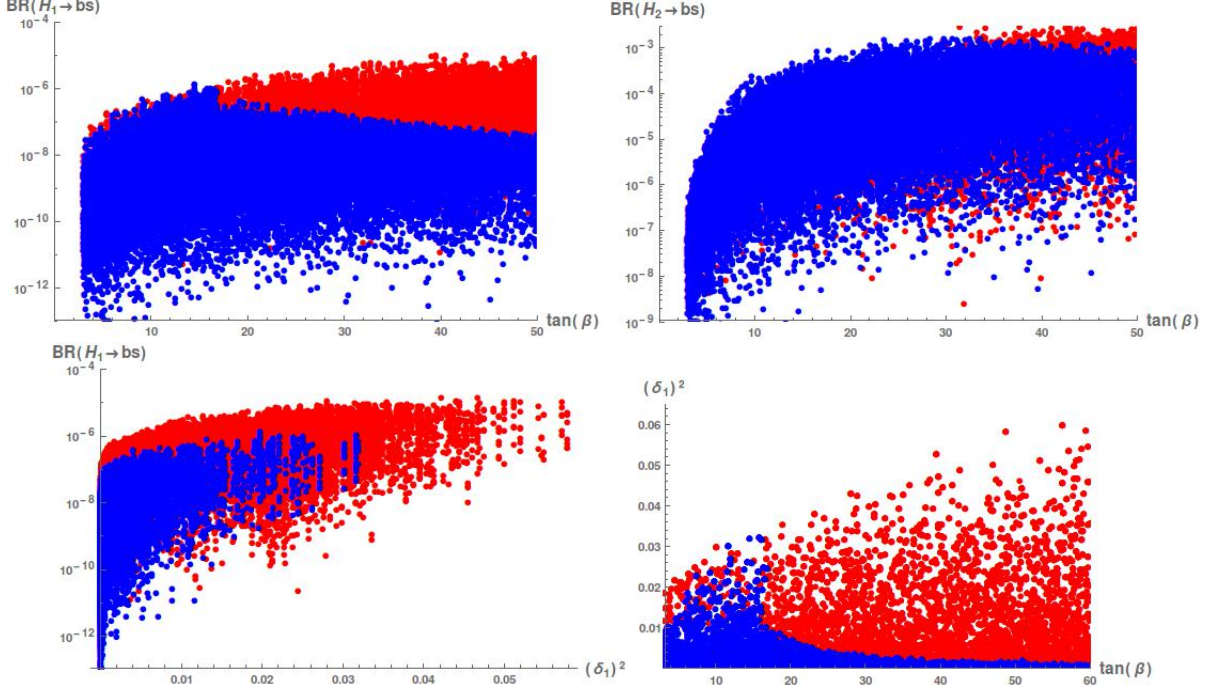 BR(H₁→bs)
10⁻⁴
10⁻⁶
10⁻⁸
10⁻¹⁰
10⁻¹²
10 20 30 40 50
tan(β)
BR(H₂→bs)
10⁻³
10⁻⁴
10⁻⁵
10⁻⁶
10⁻⁷
10⁻⁸
10⁻⁹
10 20 30 40 50
tan(β)
BR(H₁→bs)
10⁻⁴
10⁻⁶
10⁻⁸
10⁻¹⁰
10⁻¹²
0.01 0.02 0.03 0.04 0.05
(δ₁)²
(δ₁)²
0.06
0.05
0.04
0.03
0.02
0.01
10 20 30 40 50 60
tan(β)